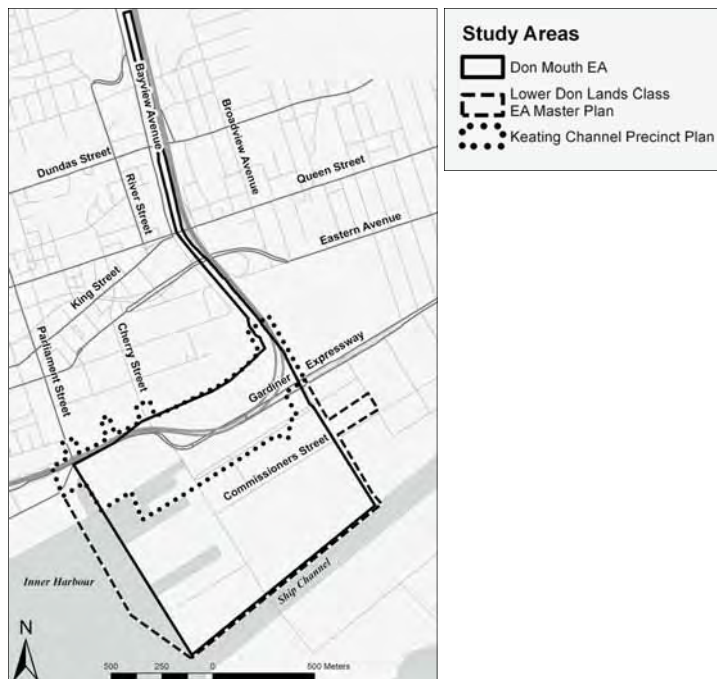 Study Areas
Don Mouth EA
Lower Don Lands Class
EA Master Plan
Keating Channel Precinct Plan
Bayview Avenue
Broadview Avenue
Dundas Street
River Street
Queen Street
Eastern Avenue
King Street
Parliament Street
Cherry Street
Gardiner Expressway
Commissioners Street
Inner Harbour
Ship Channel
N
500 250 0 500 Meters